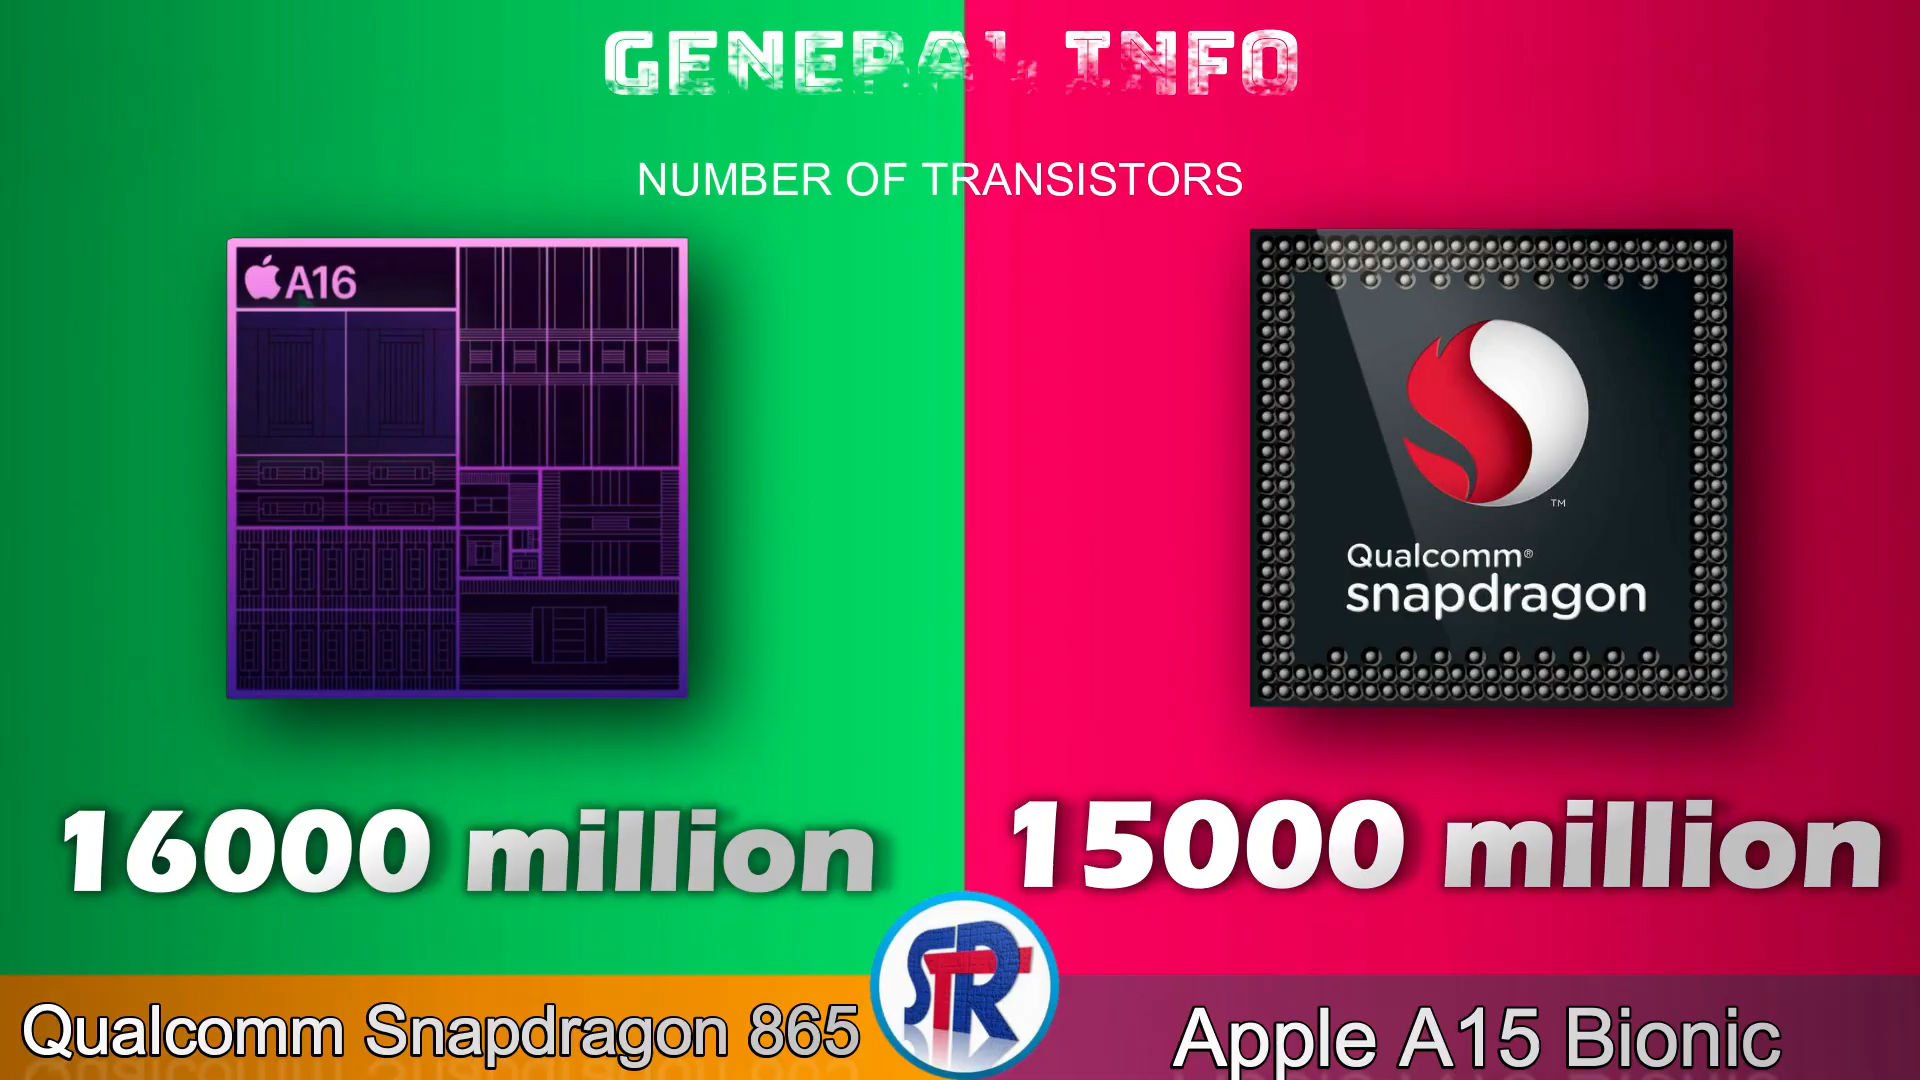 GENERAL INFO
NUMBER OF TRANSISTORS
A16
Qualcomm®
snapdragon
TM
16000 million
15000 million
STR
Qualcomm Snapdragon 865
Apple A15 Bionic